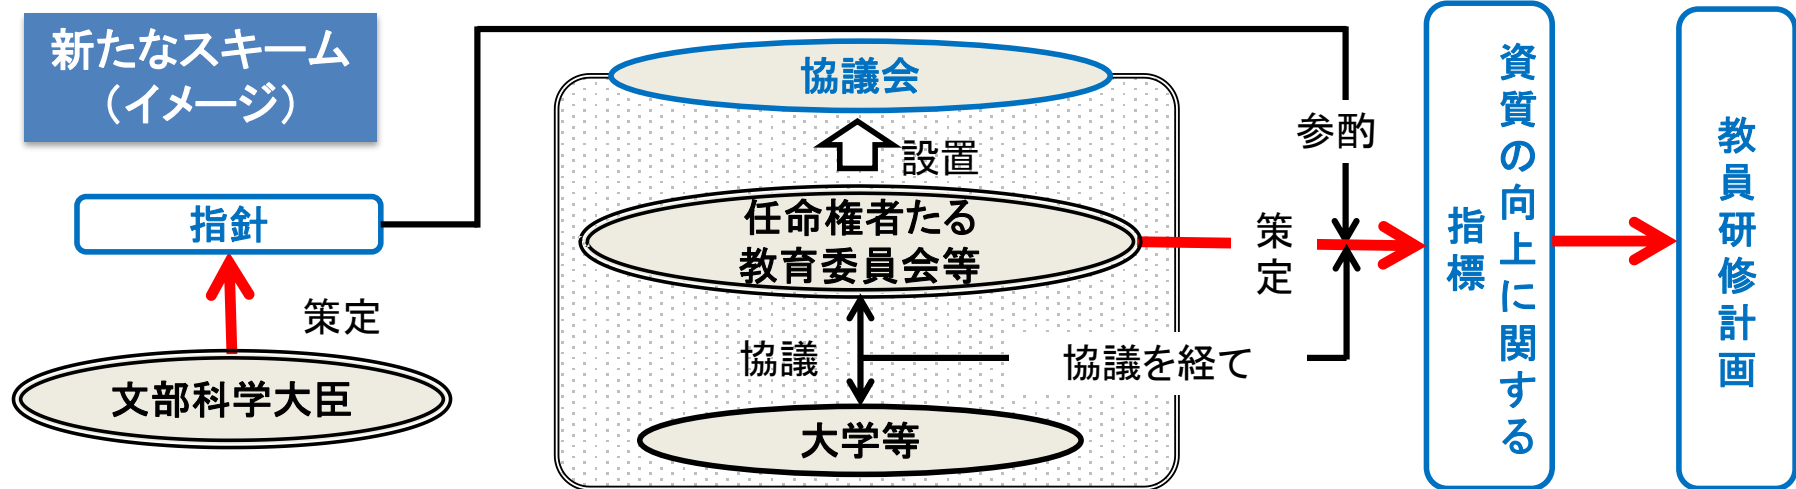 新たなスキーム
（イメージ）
指針
策定
文部科学大臣
協議会
設置
任命権者たる
教育委員会等
協議
協議を経て
大学等
参酌
策定
資質の向上に関する
指標
教員研修計画